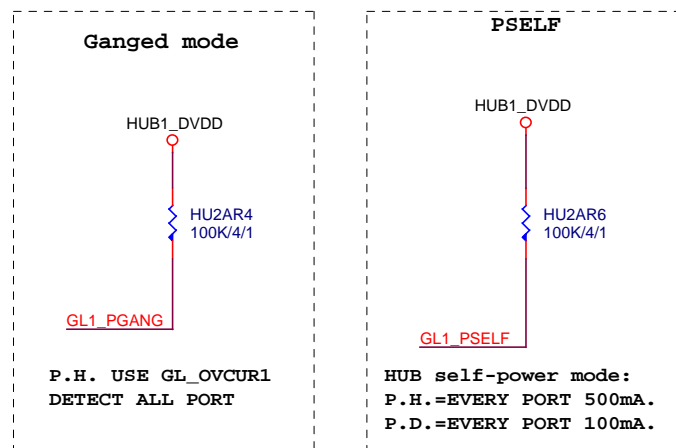 Ganged mode
HUB1_DVDD
HU2AR4
100K/4/1
GL1_PGANG
P.H. USE GL_OVCUR1
DETECT ALL PORT
PSELF
HUB1_DVDD
HU2AR6
100K/4/1
GL1_PSELF
HUB self-power mode:
P.H.=EVERY PORT 500mA.
P.D.=EVERY PORT 100mA.